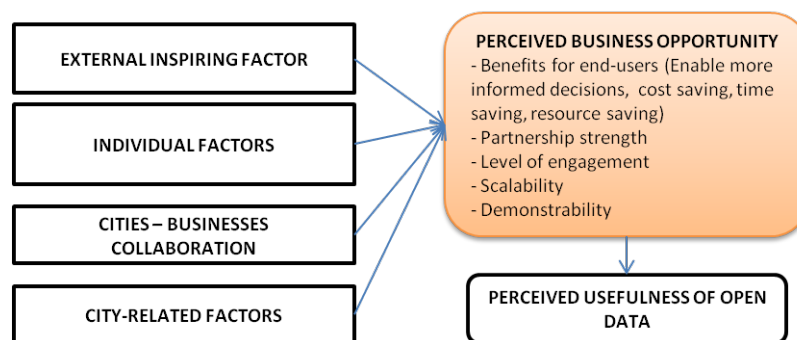 EXTERNAL INSPIRING FACTOR
INDIVIDUAL FACTORS
CITIES – BUSINESSES
COLLABORATION
CITY-RELATED FACTORS
PERCEIVED BUSINESS OPPORTUNITY
- Benefits for end-users (Enable more
informed decisions, cost saving, time
saving, resource saving)
- Partnership strength
- Level of engagement
- Scalability
- Demonstrability
PERCEIVED USEFULNESS OF OPEN
DATA